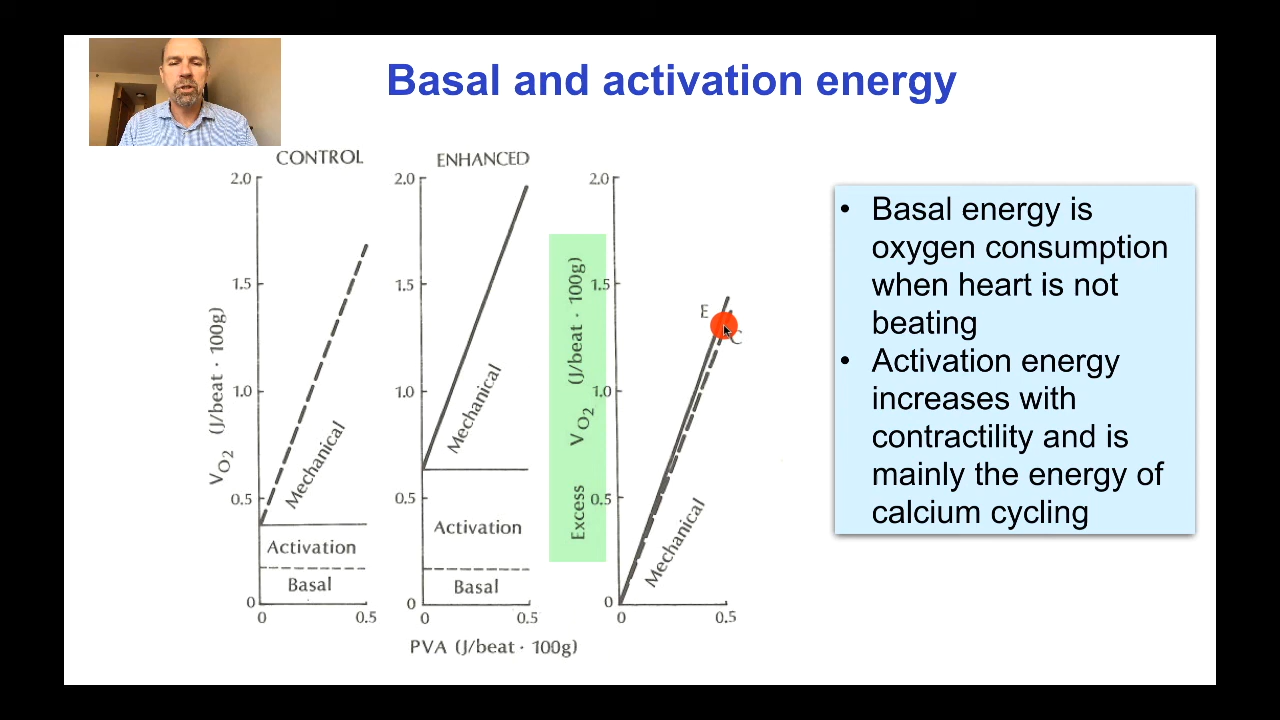 Basal and activation energy
CONTROL
2.0
1.5
1.0
0.5
0
0
0.5
VO2 (J/beat · 100g)
Mechanical
Activation
Basal
ENHANCED
2.0
1.5
1.0
0.5
0
0
0.5
Mechanical
Activation
Basal
PVA (J/beat · 100g)
Excess VO2 (J/beat · 100g)
2.0
1.5
1.0
0.5
0
0
0.5
E
C
Mechanical
• Basal energy is
oxygen consumption
when heart is not
beating
• Activation energy
increases with
contractility and is
mainly the energy of
calcium cycling